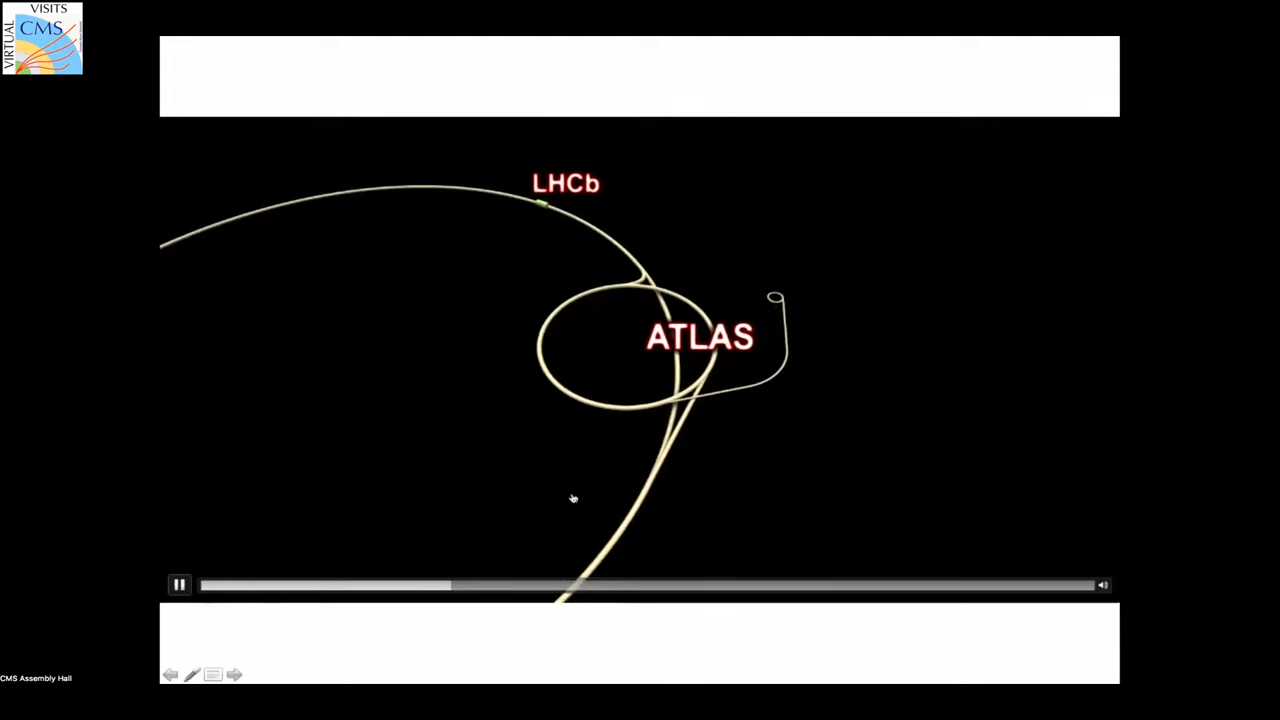 VISITS
CMS
VIRTUAL
LHCb
ATLAS
CMS Assembly Hall